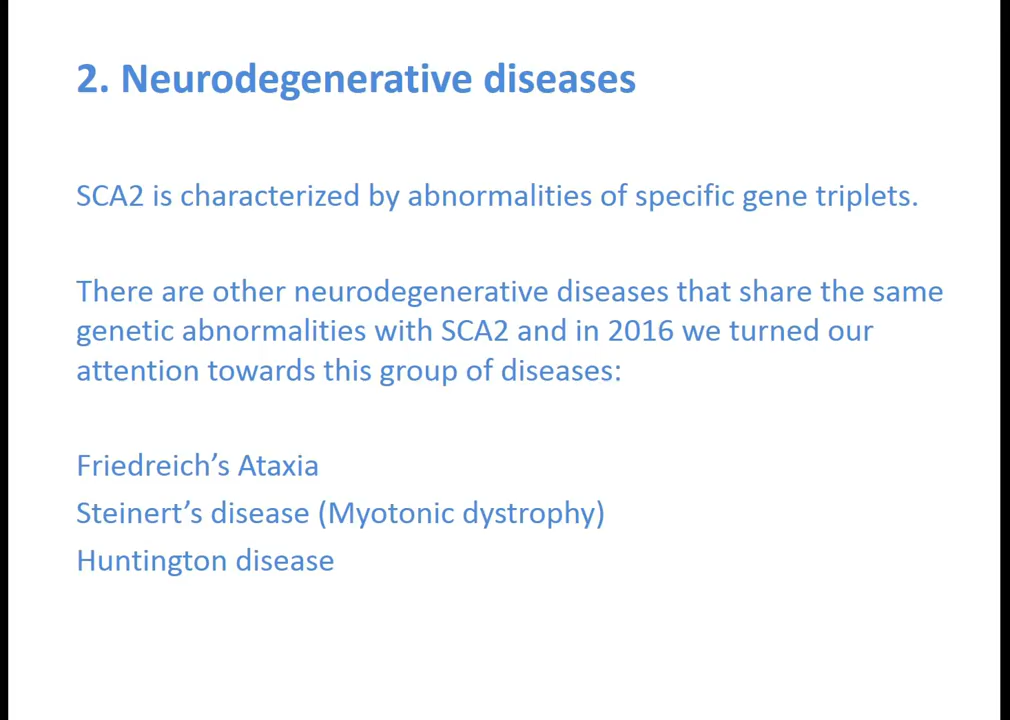 2. Neurodegenerative diseases
SCA2 is characterized by abnormalities of specific gene triplets.
There are other neurodegenerative diseases that share the same
genetic abnormalities with SCA2 and in 2016 we turned our
attention towards this group of diseases:
Friedreich’s Ataxia
Steinert’s disease (Myotonic dystrophy)
Huntington disease